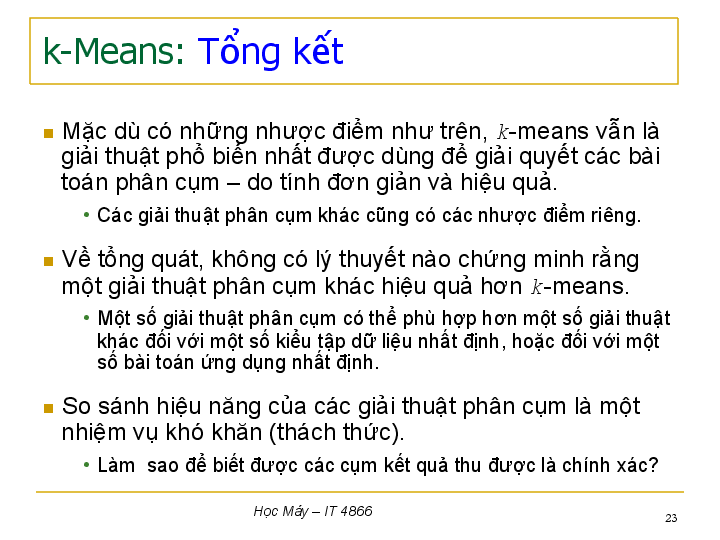 k-Means: Tổng kết
Mặc dù có những nhược điểm như trên, k-means vẫn là
giải thuật phổ biến nhất được dùng để giải quyết các bài
toán phân cụm – do tính đơn giản và hiệu quả.
• Các giải thuật phân cụm khác cũng có các nhược điểm riêng.
Về tổng quát, không có lý thuyết nào chứng minh rằng
một giải thuật phân cụm khác hiệu quả hơn k-means.
• Một số giải thuật phân cụm có thể phù hợp hơn một số giải thuật
khác đối với một số kiểu tập dữ liệu nhất định, hoặc đối với một
số bài toán ứng dụng nhất định.
So sánh hiệu năng của các giải thuật phân cụm là một
nhiệm vụ khó khăn (thách thức).
• Làm sao để biết được các cụm kết quả thu được là chính xác?
Học Máy – IT 4866
23